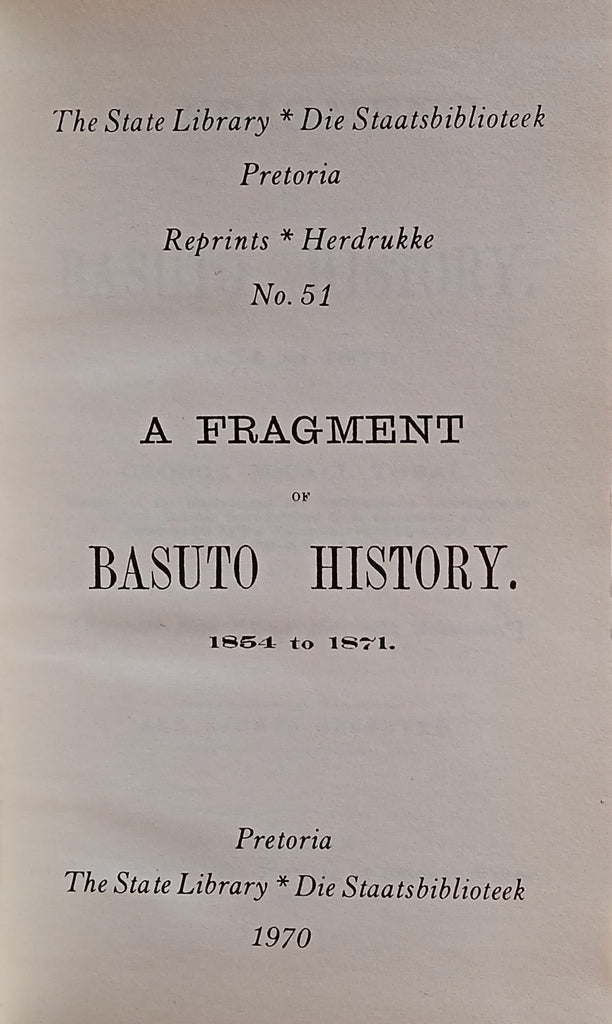 The State Library * Die Staatsbiblioteek
Pretoria
Reprints * Herdrukke
No. 51
A FRAGMENT
OF
BASUTO HISTORY.
1854 to 1871.
Pretoria
The State Library * Die Staatsbiblioteek
1970